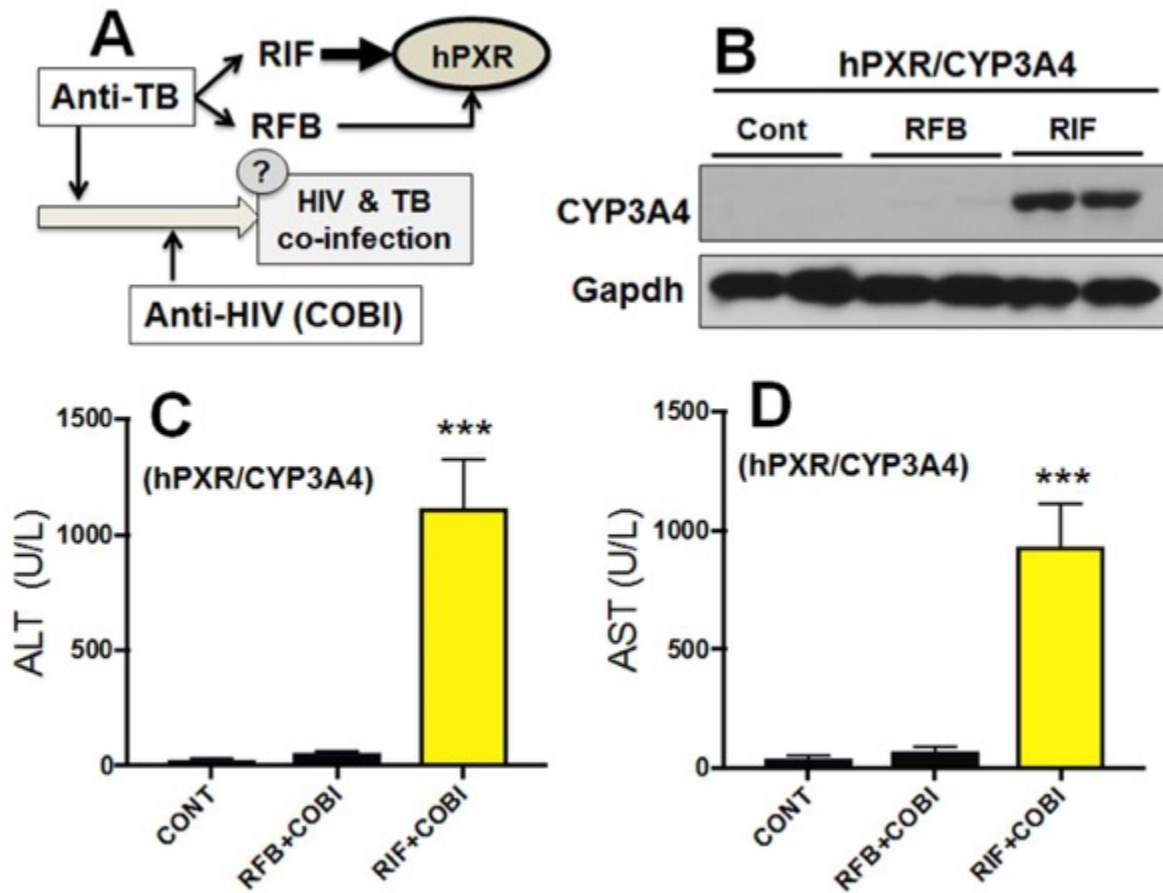 A
Anti-TB
RIF
hPXR
RFB
?
HIV & TB
co-infection
Anti-HIV (COBI)
B
hPXR/CYP3A4
Cont RFB RIF
CYP3A4
Gapdh
C
(hPXR/CYP3A4)
***
ALT (U/L)
1500
1000
500
0
CONT
RFB+COBI
RIF+COBI
D
(hPXR/CYP3A4)
***
AST (U/L)
1500
1000
500
0
CONT
RFB+COBI
RIF+COBI